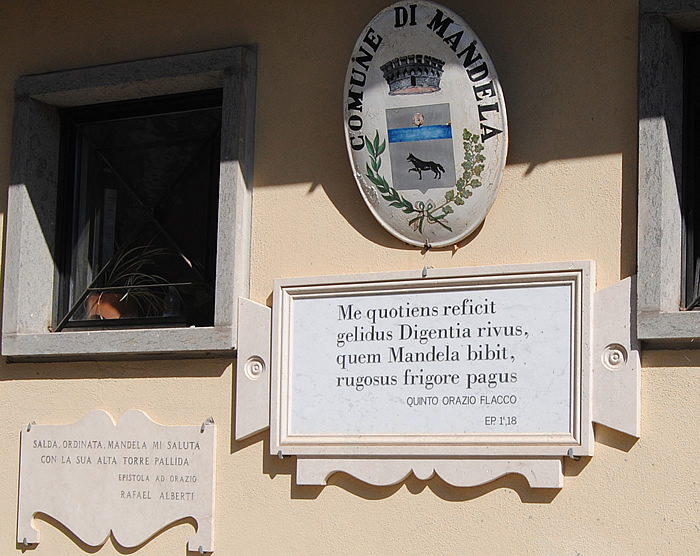 COMUNE DI MANDELA
Me quotiens reficit
gelidus Digentia rivus,
quem Mandela bibit,
rugosus frigore pagus
QUINTO ORAZIO FLACCO
EP. 1°,18
SALDA, ORDINATA, MANDELA MI SALUTA
CON LA SUA ALTA TORRE PALLIDA
EPISTOLA AD ORAZIO
RAFAEL ALBERTI